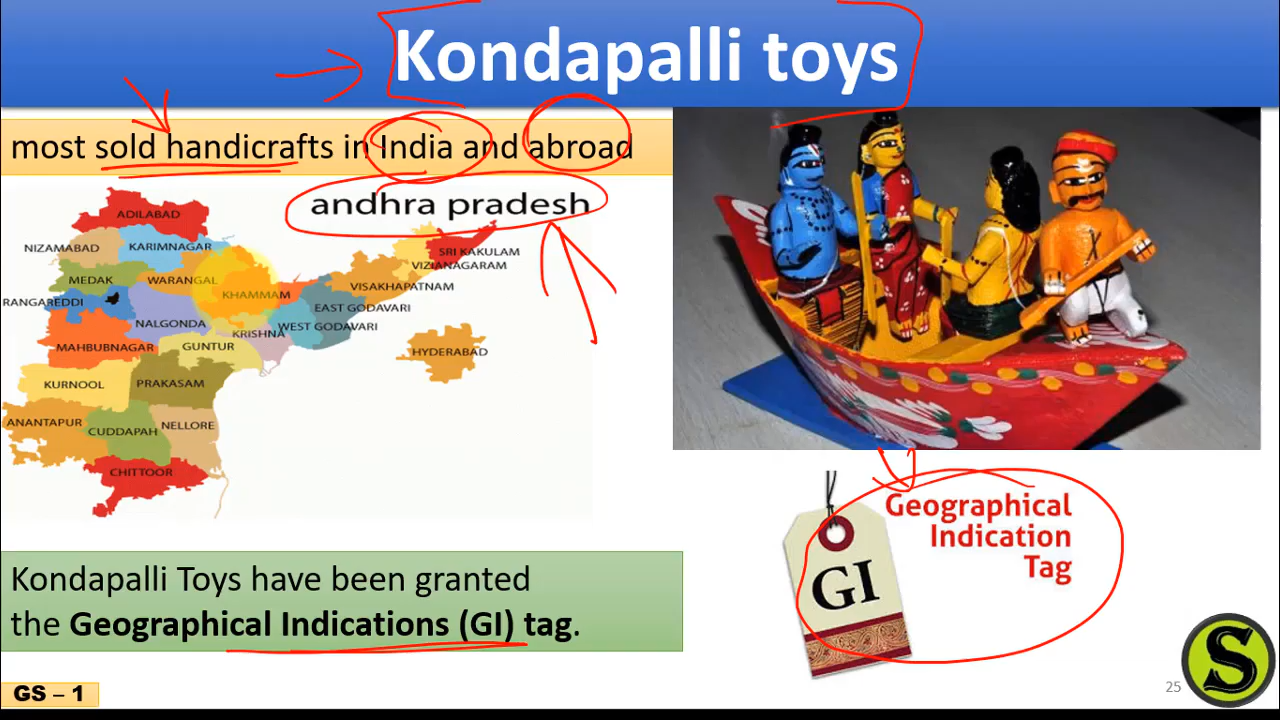 Kondapalli toys
most sold handicrafts in India and abroad
andhra pradesh
ADILABAD
NIZAMABAD
KARIMNAGAR
SRI KAKULAM
VIZIANAGARAM
MEDAK
WARANGAL
VISAKHAPATNAM
RANGAREDDI
KHAMMAM
EAST GODAVARI
NALGONDA
KRISHNA
WEST GODAVARI
MAHBUBNAGAR
GUNTUR
HYDERABAD
KURNOOL
PRAKASAM
ANANTAPUR
CUDDAPAH
NELLORE
CHITTOOR
Geographical
Indication
Tag
GI
Kondapalli Toys have been granted
the Geographical Indications (GI) tag.
GS – 1
25
S